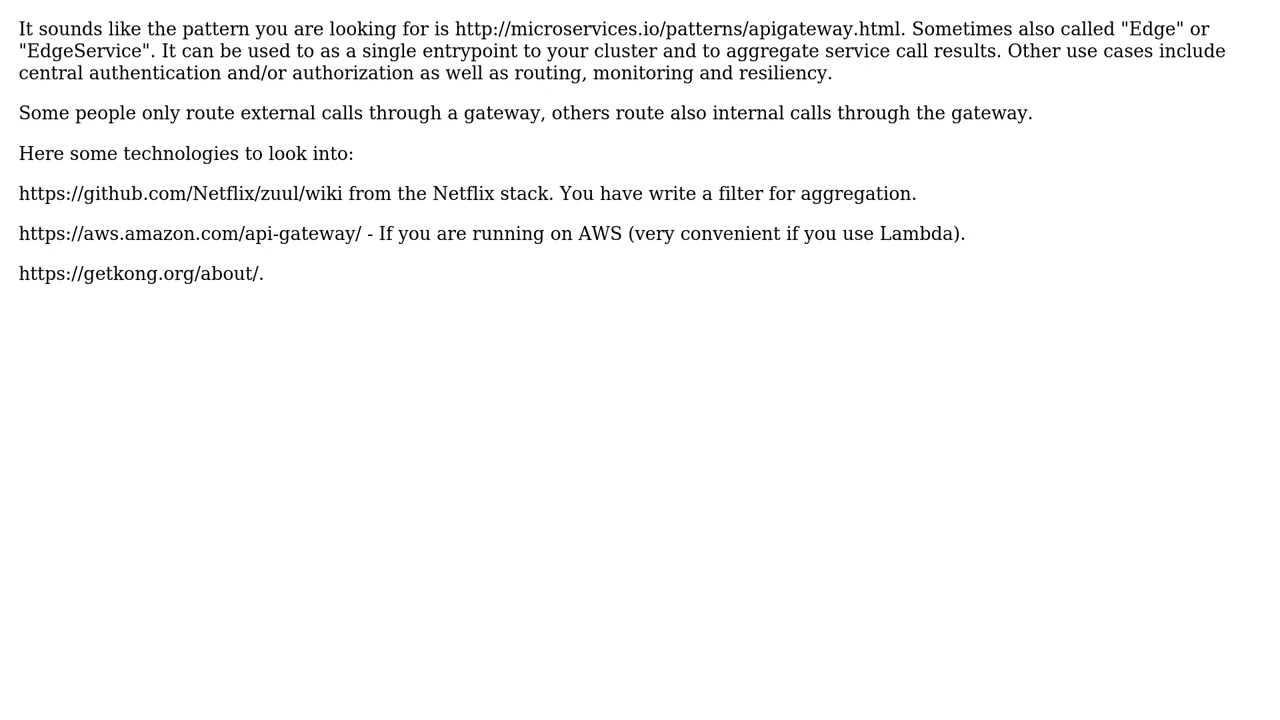 It sounds like the pattern you are looking for is http://microservices.io/patterns/apigateway.html. Sometimes also called "Edge" or
"EdgeService". It can be used to as a single entrypoint to your cluster and to aggregate service call results. Other use cases include
central authentication and/or authorization as well as routing, monitoring and resiliency.
Some people only route external calls through a gateway, others route also internal calls through the gateway.
Here some technologies to look into:
https://github.com/Netflix/zuul/wiki from the Netflix stack. You have write a filter for aggregation.
https://aws.amazon.com/api-gateway/ - If you are running on AWS (very convenient if you use Lambda).
https://getkong.org/about/.